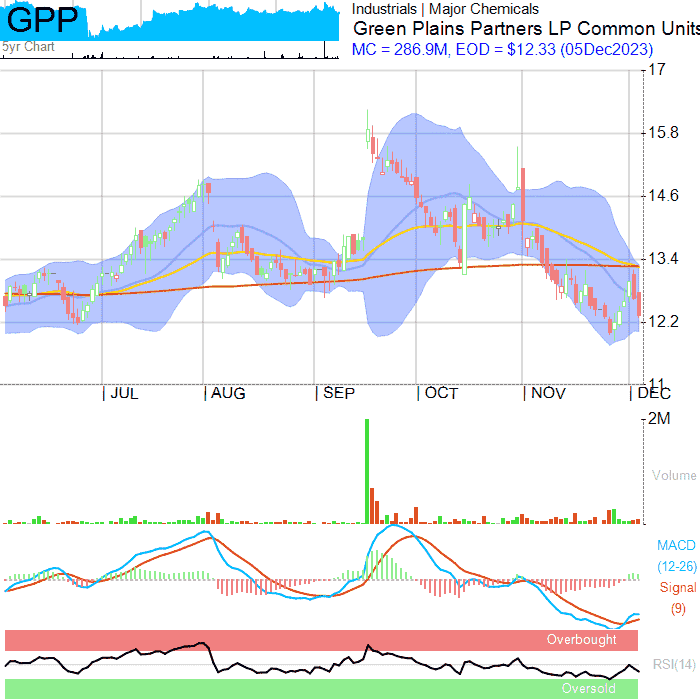 GPP
5yr Chart
Industrials | Major Chemicals
Green Plains Partners LP Common Units
MC = 286.9M, EOD = $12.33 (05Dec2023)
17
15.8
14.6
13.4
12.2
11
| JUL
| AUG
| SEP
| OCT
| NOV
| DEC
2M
Volume
MACD
(12-26)
Signal
(9)
Overbought
RSI(14)
Oversold